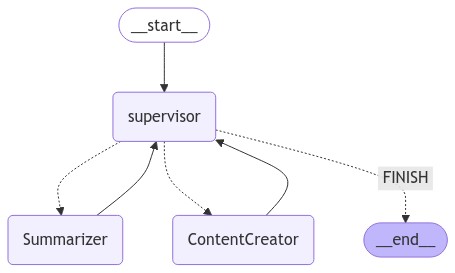 __start__
supervisor
FINISH
Summarizer
ContentCreator
__end__